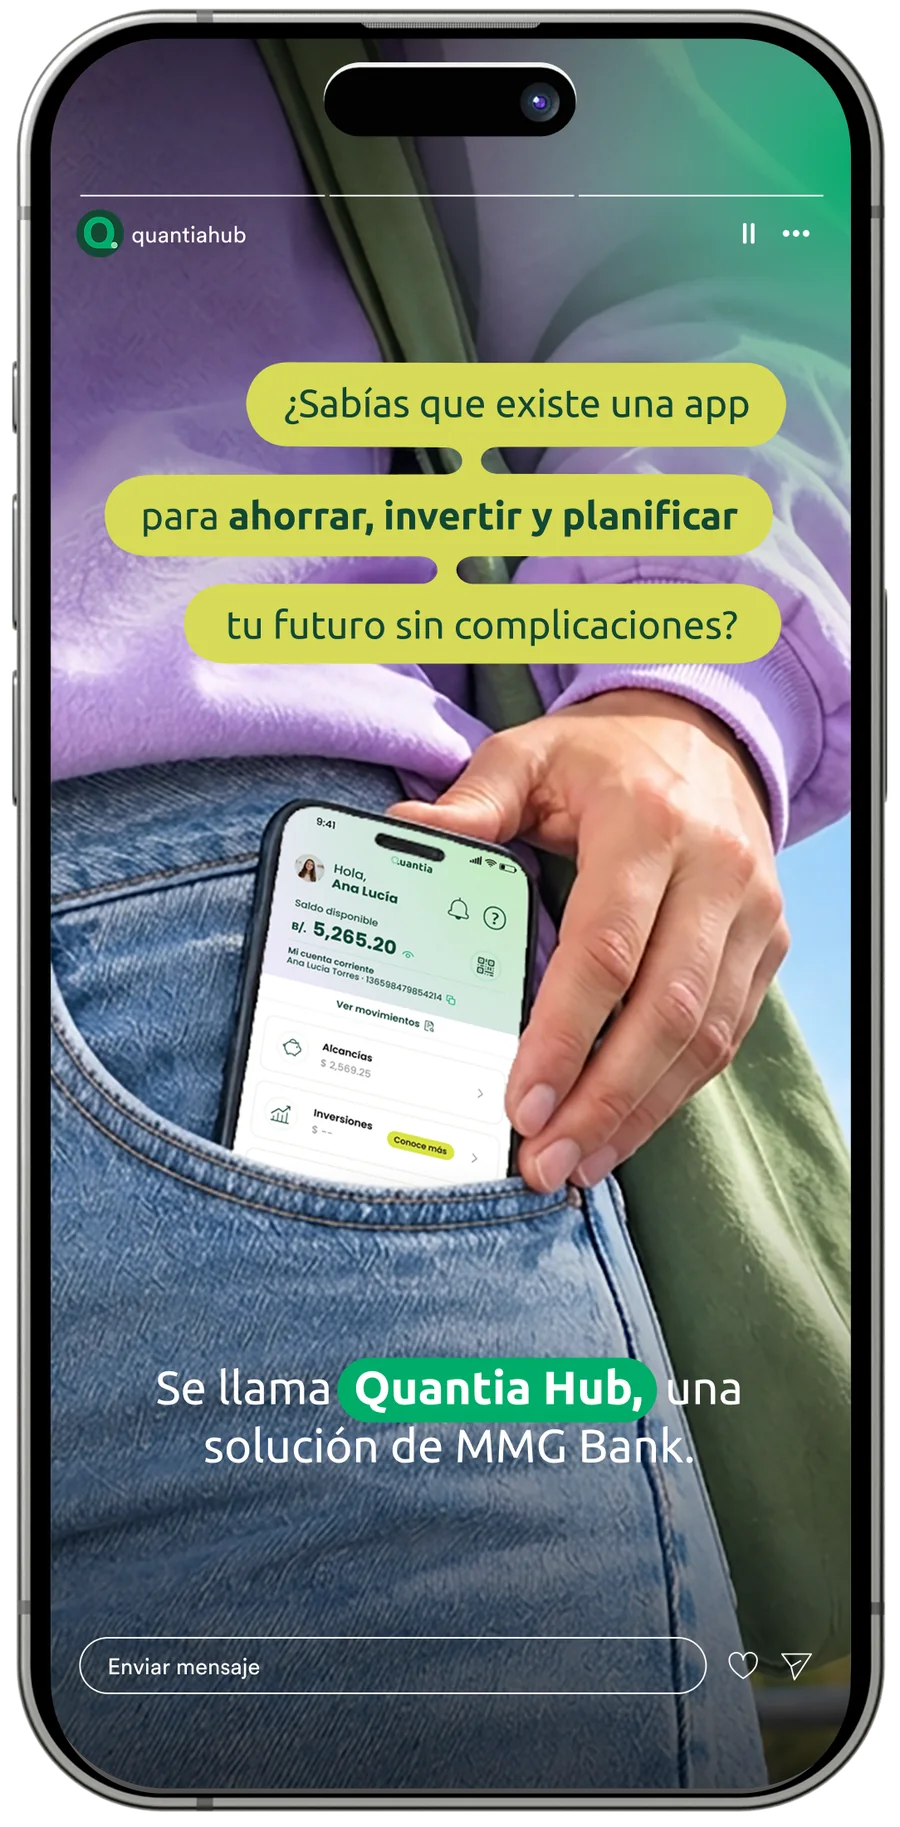 quantiahub
¿Sabías que existe una app
para ahorrar, invertir y planificar
tu futuro sin complicaciones?
9:41
Quantia
Hola,
Ana Lucía
Saldo disponible
B/. 5,265.20
Mi cuenta corriente
Ana Lucía Torres · 136598479854214
Ver movimientos
Alcancías
$ 2,569.25
Inversiones
$ --
Conoce más
Se llama Quantia Hub, una
solución de MMG Bank.
Enviar mensaje